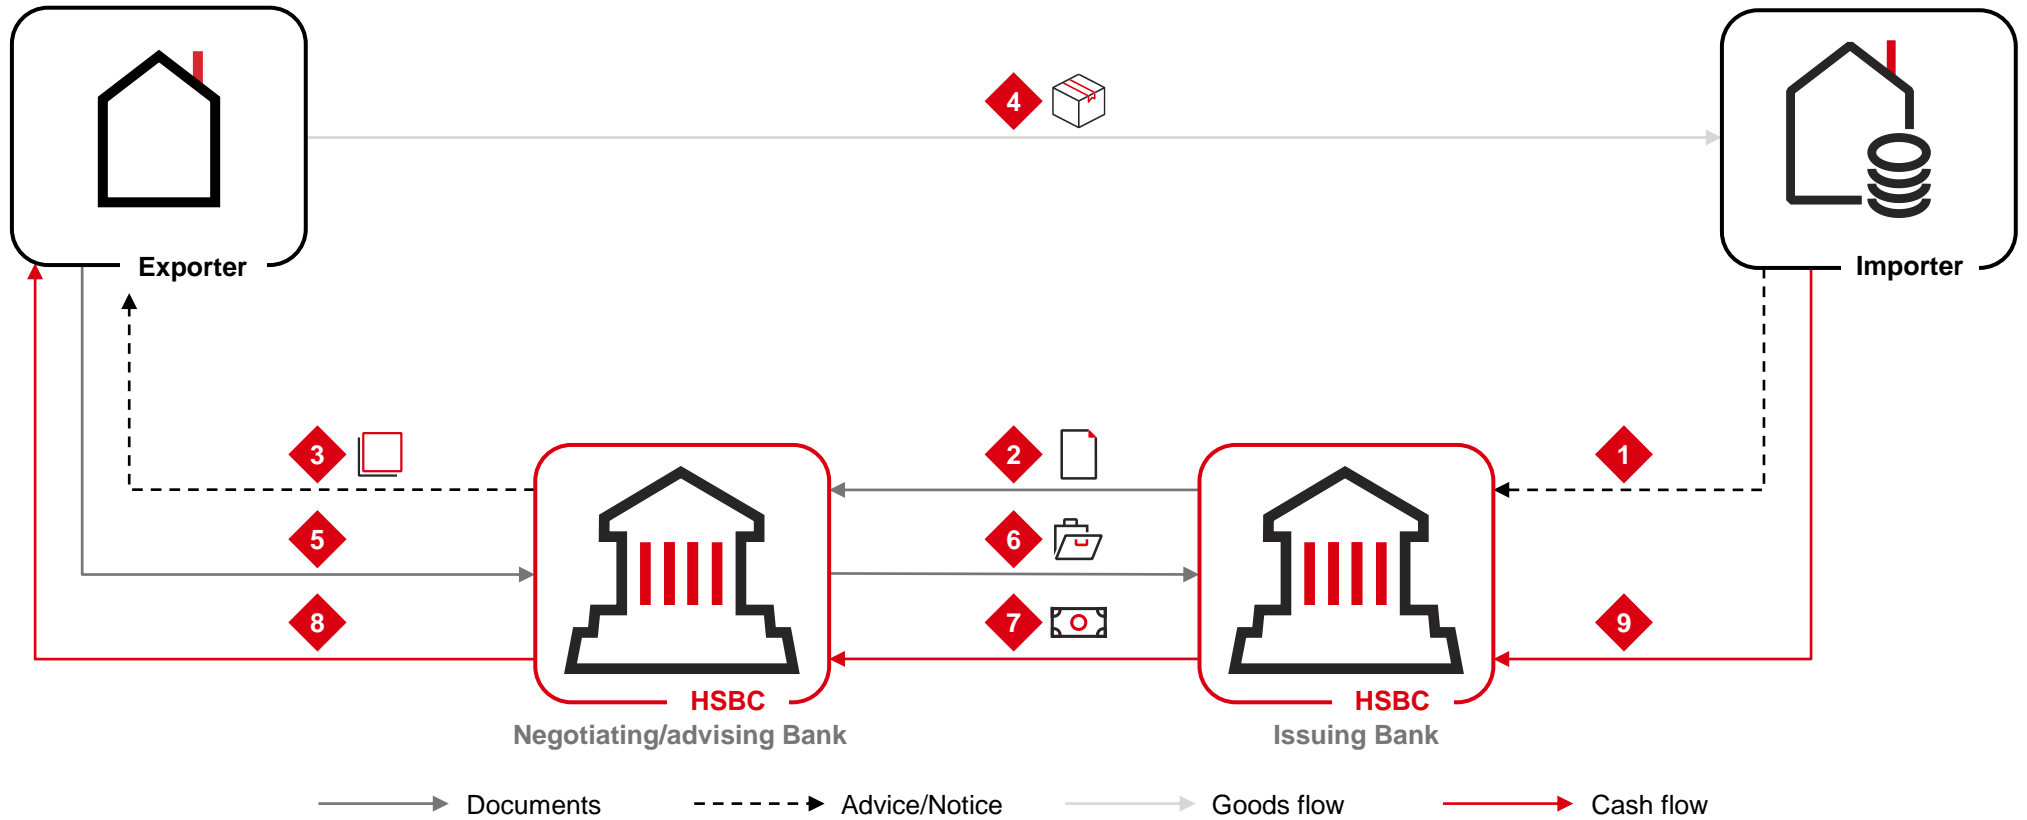 4
Exporter
Importer
3
2
1
5
6
8
7
9
HSBC
Negotiating/advising Bank
HSBC
Issuing Bank
Documents
Advice/Notice
Goods flow
Cash flow